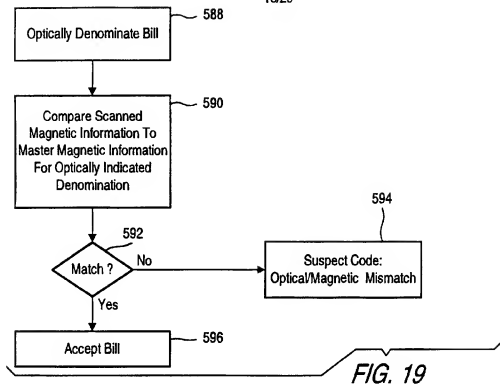 588
Optically Denominate Bill
590
Compare Scanned
Magnetic Information To
Master Magnetic Information
For Optically Indicated
Denomination
594
592
Match ?
No
Suspect Code:
Optical/Magnetic Mismatch
Yes
596
Accept Bill
FIG. 19